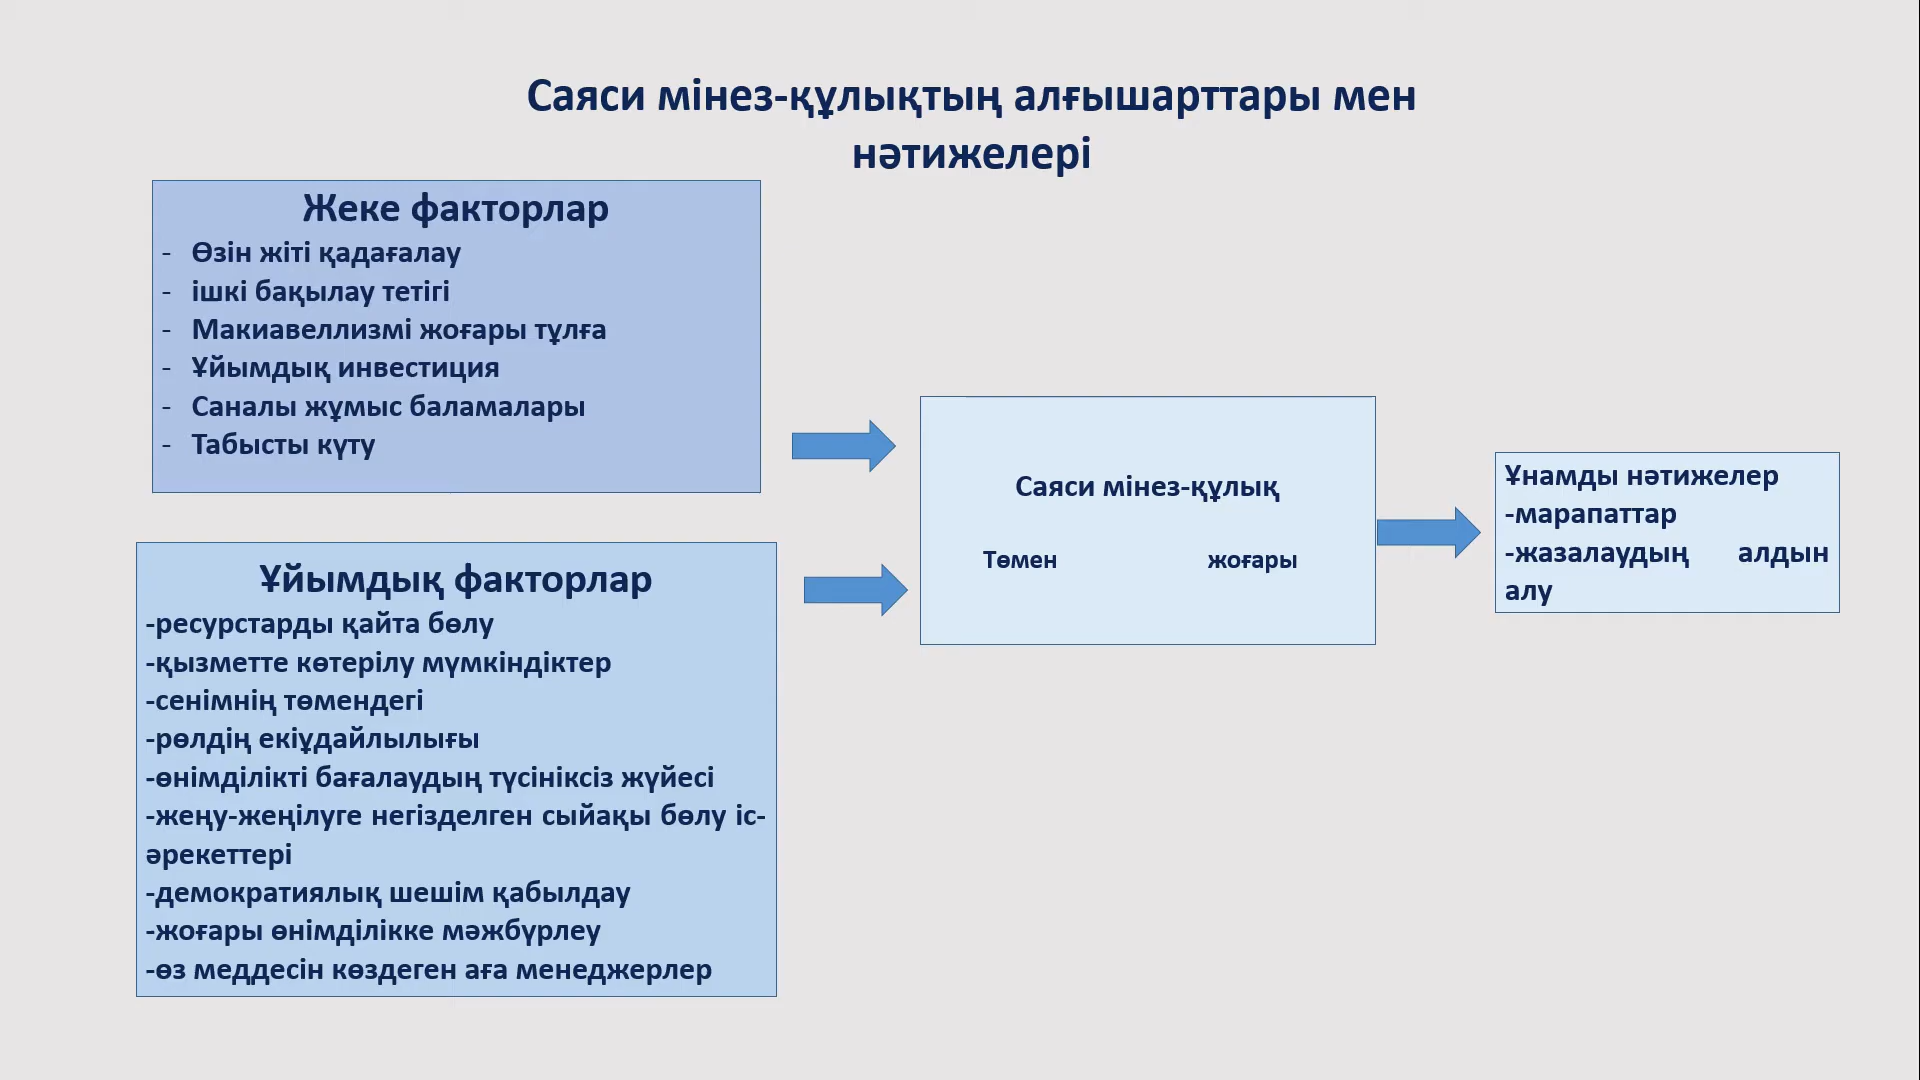 Саяси мінез-құлықтың алғышарттары мен
нәтижелері
Жеке факторлар
- Өзін жіті қадағалау
- ішкі бақылау тетігі
- Макиавеллизмі жоғары тұлға
- Ұйымдық инвестиция
- Саналы жұмыс баламалары
- Табысты күту
Ұйымдық факторлар
-ресурстарды қайта бөлу
-қызметте көтерілу мүмкіндіктер
-сенімнің төмендегі
-рөлдің екіұдайлылығы
-өнімділікті бағалаудың түсініксіз жүйесі
-жеңу-жеңілуге негізделген сыйақы бөлу іс-
әрекеттері
-демократиялық шешім қабылдау
-жоғары өнімділікке мәжбүрлеу
-өз меддесін көздеген аға менеджерлер
Саяси мінез-құлық
Төмен жоғары
Ұнамды нәтижелер
-марапаттар
-жазалаудың алдын
алу